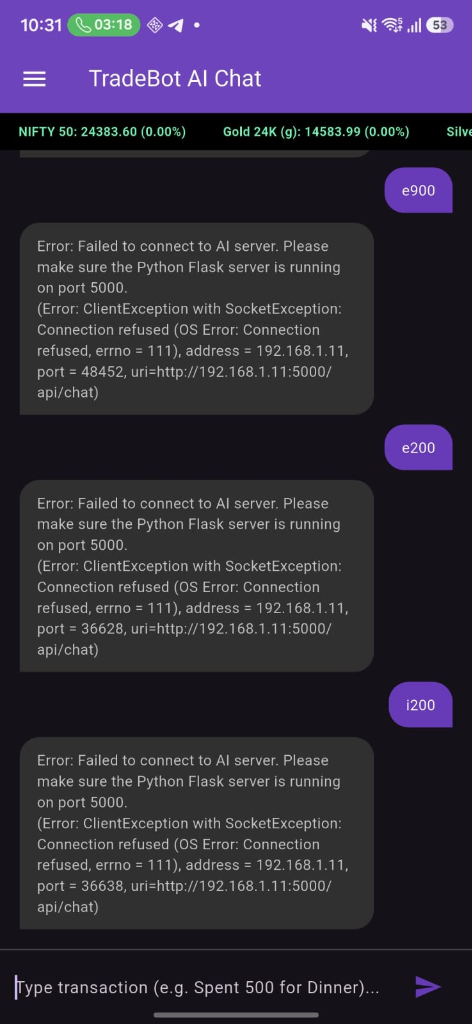 10:31 03:18 53
TradeBot AI Chat
NIFTY 50: 24383.60 (0.00%) Gold 24K (g): 14583.99 (0.00%) Silve
e900
Error: Failed to connect to AI server. Please
make sure the Python Flask server is running
on port 5000.
(Error: ClientException with SocketException:
Connection refused (OS Error: Connection
refused, errno = 111), address = 192.168.1.11,
port = 48452, uri=http://192.168.1.11:5000/
api/chat)
e200
Error: Failed to connect to AI server. Please
make sure the Python Flask server is running
on port 5000.
(Error: ClientException with SocketException:
Connection refused (OS Error: Connection
refused, errno = 111), address = 192.168.1.11,
port = 36628, uri=http://192.168.1.11:5000/
api/chat)
i200
Error: Failed to connect to AI server. Please
make sure the Python Flask server is running
on port 5000.
(Error: ClientException with SocketException:
Connection refused (OS Error: Connection
refused, errno = 111), address = 192.168.1.11,
port = 36638, uri=http://192.168.1.11:5000/
api/chat)
Type transaction (e.g. Spent 500 for Dinner)...